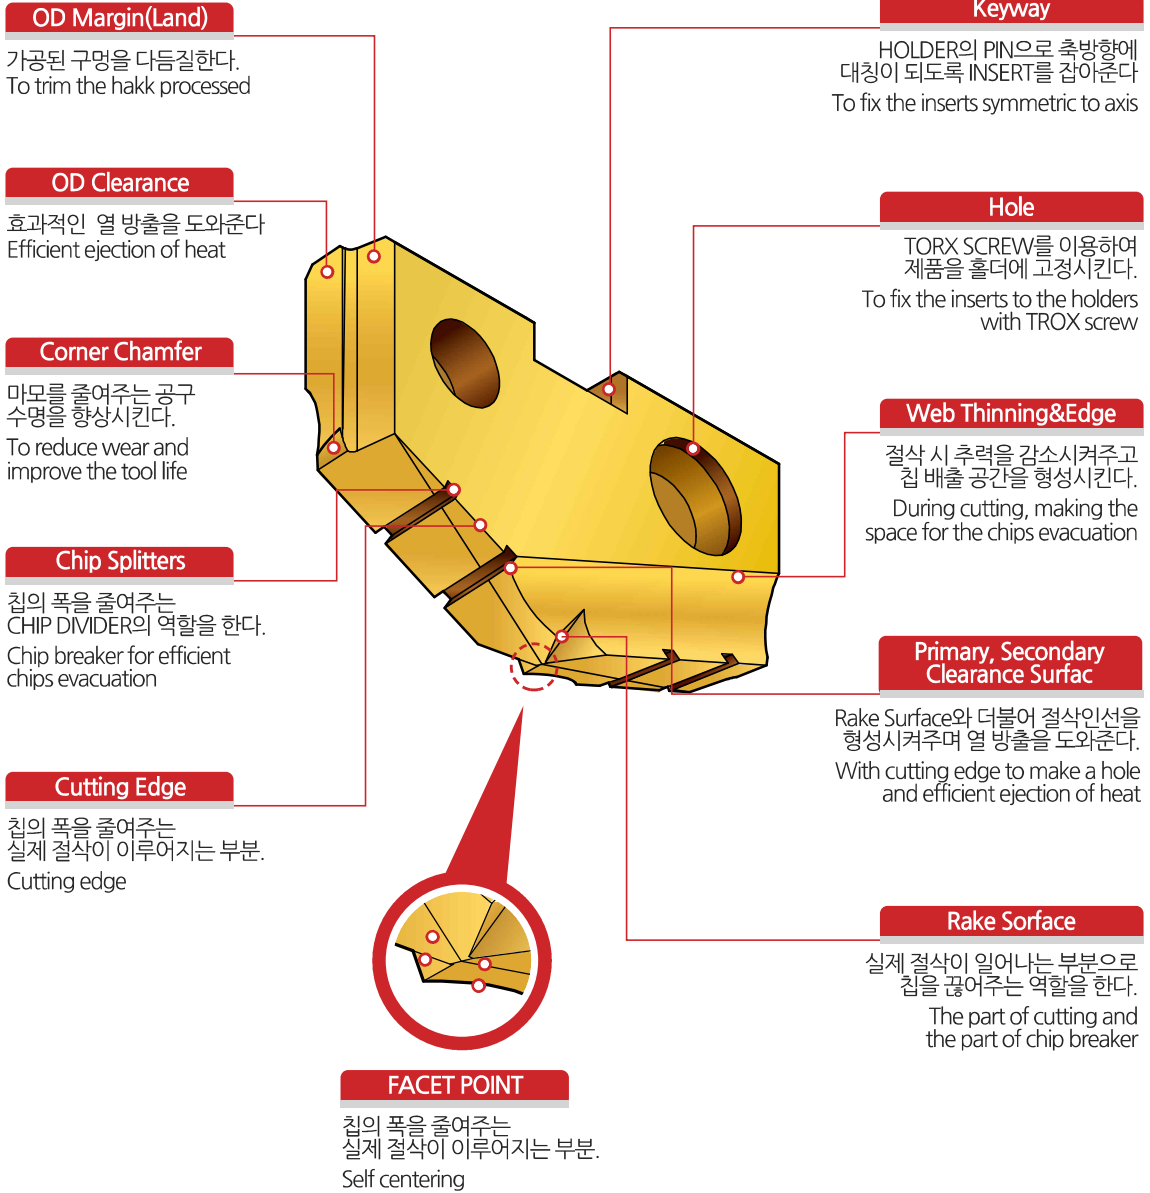 OD Margin(Land)
가공된 구멍을 다듬질한다.
To trim the hakk processed
OD Clearance
효과적인 열 방출을 도와준다
Efficient ejection of heat
Corner Chamfer
마모를 줄여주는 공구
수명을 향상시킨다.
To reduce wear and
improve the tool life
Chip Splitters
칩의 폭을 줄여주는
CHIP DIVIDER의 역할을 한다.
Chip breaker for efficient
chips evacuation
Cutting Edge
칩의 폭을 줄여주는
실제 절삭이 이루어지는 부분.
Cutting edge
FACET POINT
칩의 폭을 줄여주는
실제 절삭이 이루어지는 부분.
Self centering
Keyway
HOLDER의 PIN으로 축방향에
대칭이 되도록 INSERT를 잡아준다
To fix the inserts symmetric to axis
Hole
TORX SCREW를 이용하여
제품을 홀더에 고정시킨다.
To fix the inserts to the holders
with TROX screw
Web Thinning&Edge
절삭 시 추력을 감소시켜주고
칩 배출 공간을 형성시킨다.
During cutting, making the
space for the chips evacuation
Primary, Secondary
Clearance Surfac
Rake Surface와 더불어 절삭인선을
형성시켜주며 열 방출을 도와준다.
With cutting edge to make a hole
and efficient ejection of heat
Rake Sorface
실제 절삭이 일어나는 부분으로
칩을 끊어주는 역할을 한다.
The part of cutting and
the part of chip breaker